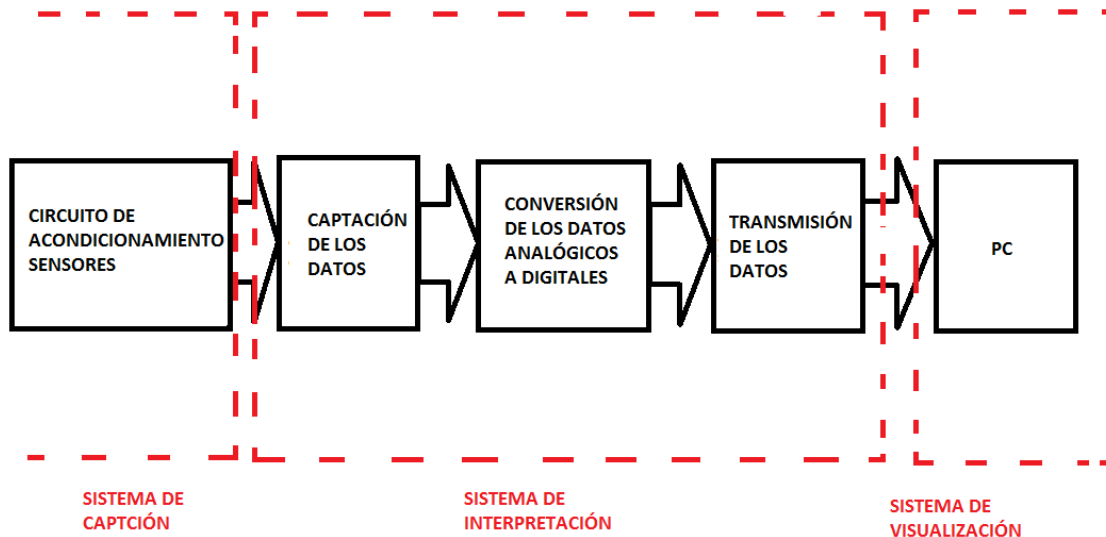 CIRCUITO DE
ACONDICIONAMIENTO
SENSORES
CAPTACIÓN
DE LOS
DATOS
CONVERSIÓN
DE LOS DATOS
ANALÓGICOS
A DIGITALES
TRANSMISIÓN
DE LOS
DATOS
PC
SISTEMA DE
CAPTCIÓN
SISTEMA DE
INTERPRETACIÓN
SISTEMA DE
VISUALIZACIÓN